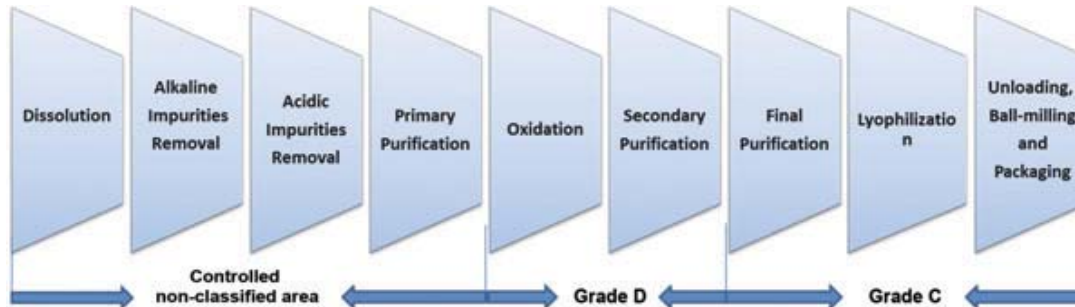 Dissolution
Alkaline
Impurities
Removal
Acidic
Impurities
Removal
Primary
Purification
Oxidation
Secondary
Purification
Final
Purification
Lyophilizatio
n
Unloading,
Ball-milling
and
Packaging
Controlled
non-classified area
Grade D
Grade C